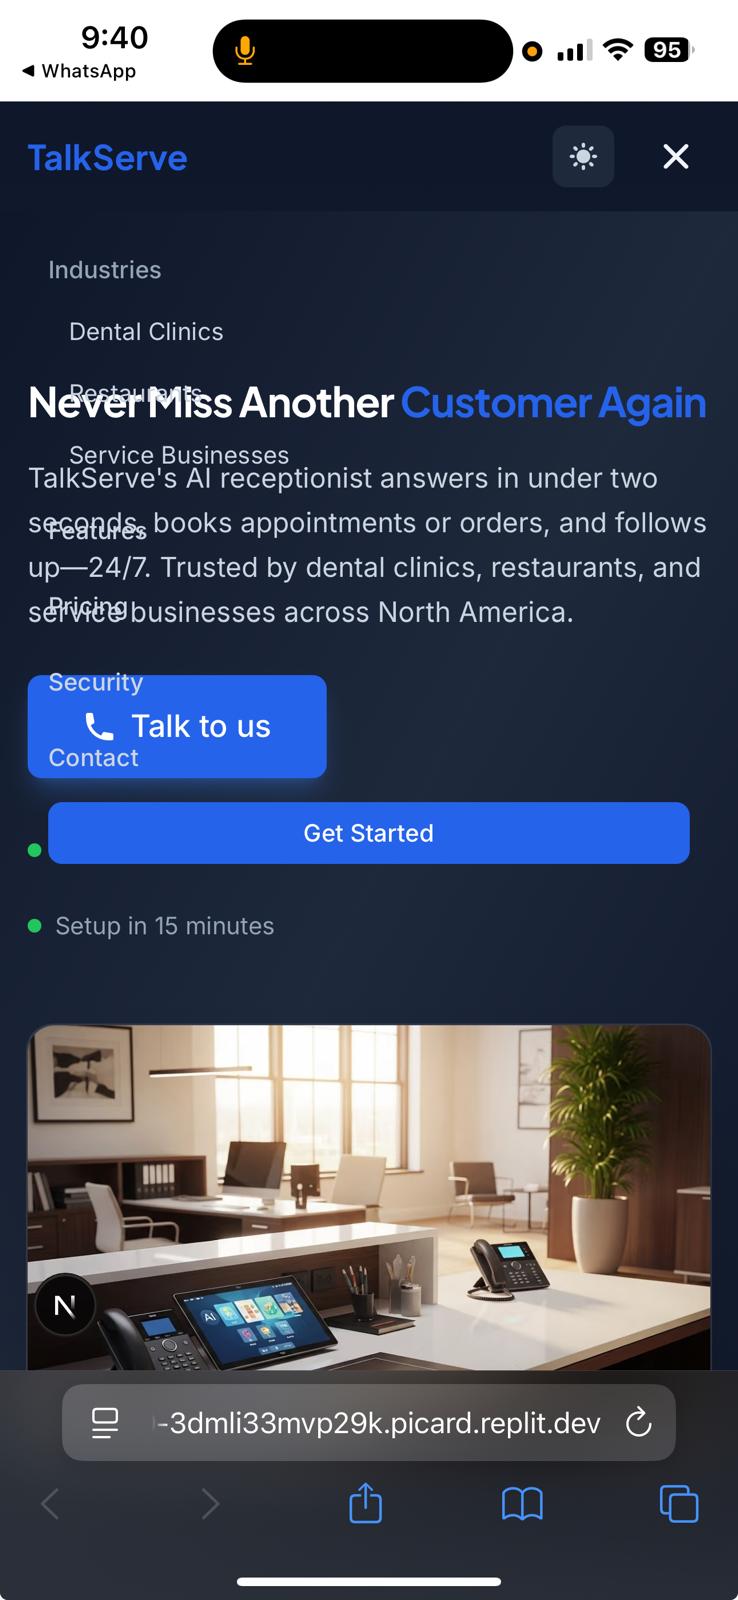 9:40
95
◀ WhatsApp
TalkServe
Industries
Dental Clinics
Restaurants
Never Miss Another Customer Again
Service Businesses
TalkServe's AI receptionist answers in under two
seconds, books appointments or orders, and follows
Features
up—24/7. Trusted by dental clinics, restaurants, and
Pricing
service businesses across North America.
Security
Talk to us
Contact
Get Started
Setup in 15 minutes
AI
N
-3dmli33mvp29k.picard.replit.dev